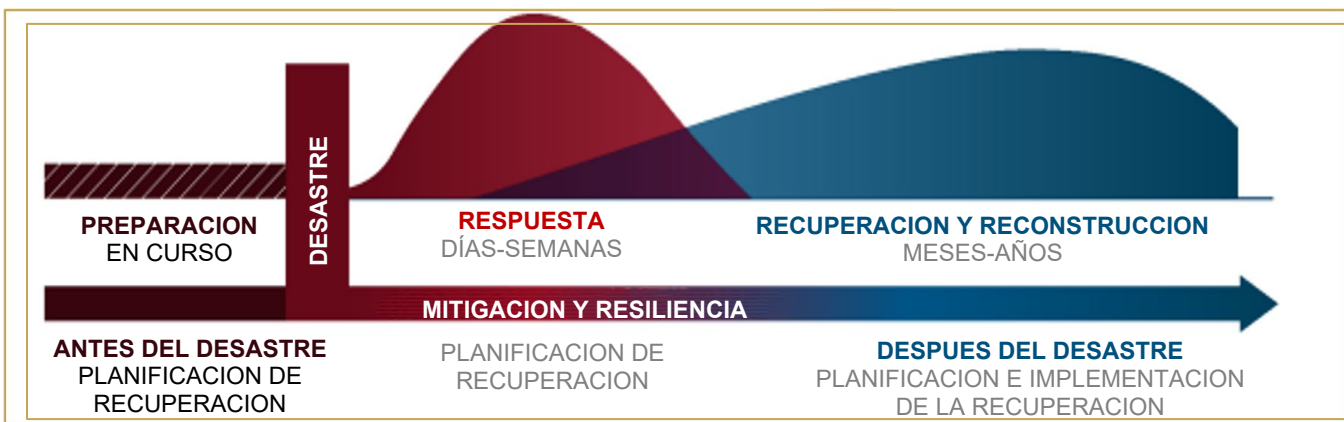 DESASTRE
PREPARACION
EN CURSO
RESPUESTA
DÍAS-SEMANAS
RECUPERACION Y RECONSTRUCCION
MESES-AÑOS
MITIGACION Y RESILIENCIA
ANTES DEL DESASTRE
PLANIFICACION DE
RECUPERACION
PLANIFICACION DE
RECUPERACION
DESPUES DEL DESASTRE
PLANIFICACION E IMPLEMENTACION
DE LA RECUPERACION